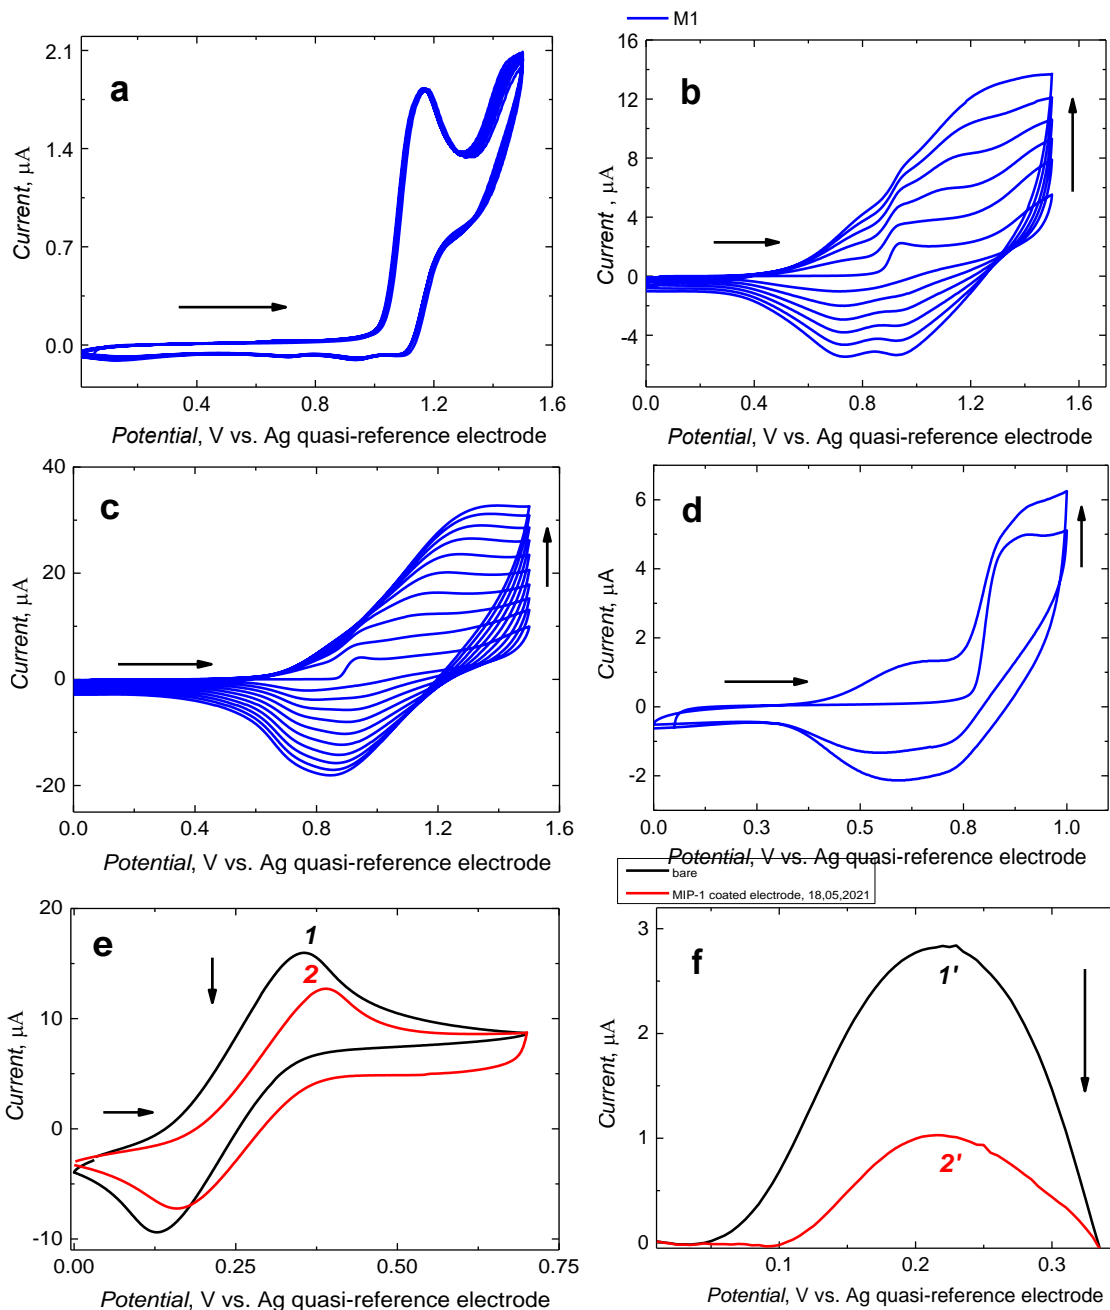 M1
a
2.1
1.4
0.7
0.0
Current, μA
0.4 0.8 1.2 1.6
Potential, V vs. Ag quasi-reference electrode
b
16
12
8
4
0
-4
Current , μA
0.0 0.4 0.8 1.2 1.6
Potential, V vs. Ag quasi-reference electrode
c
40
20
0
-20
Current, μA
0.0 0.4 0.8 1.2 1.6
Potential, V vs. Ag quasi-reference electrode
d
6
4
2
0
-2
Current, μA
0.0 0.3 0.5 0.8 1.0
Potential, V vs. Ag quasi-reference electrode
bare
MIP-1 coated electrode, 18,05,2021
e
1
2
20
10
0
-10
Current, μA
0.00 0.25 0.50 0.75
Potential, V vs. Ag quasi-reference electrode
f
1'
2'
3
2
1
0
Current, μA
0.1 0.2 0.3
Potential, V vs. Ag quasi-reference electrode